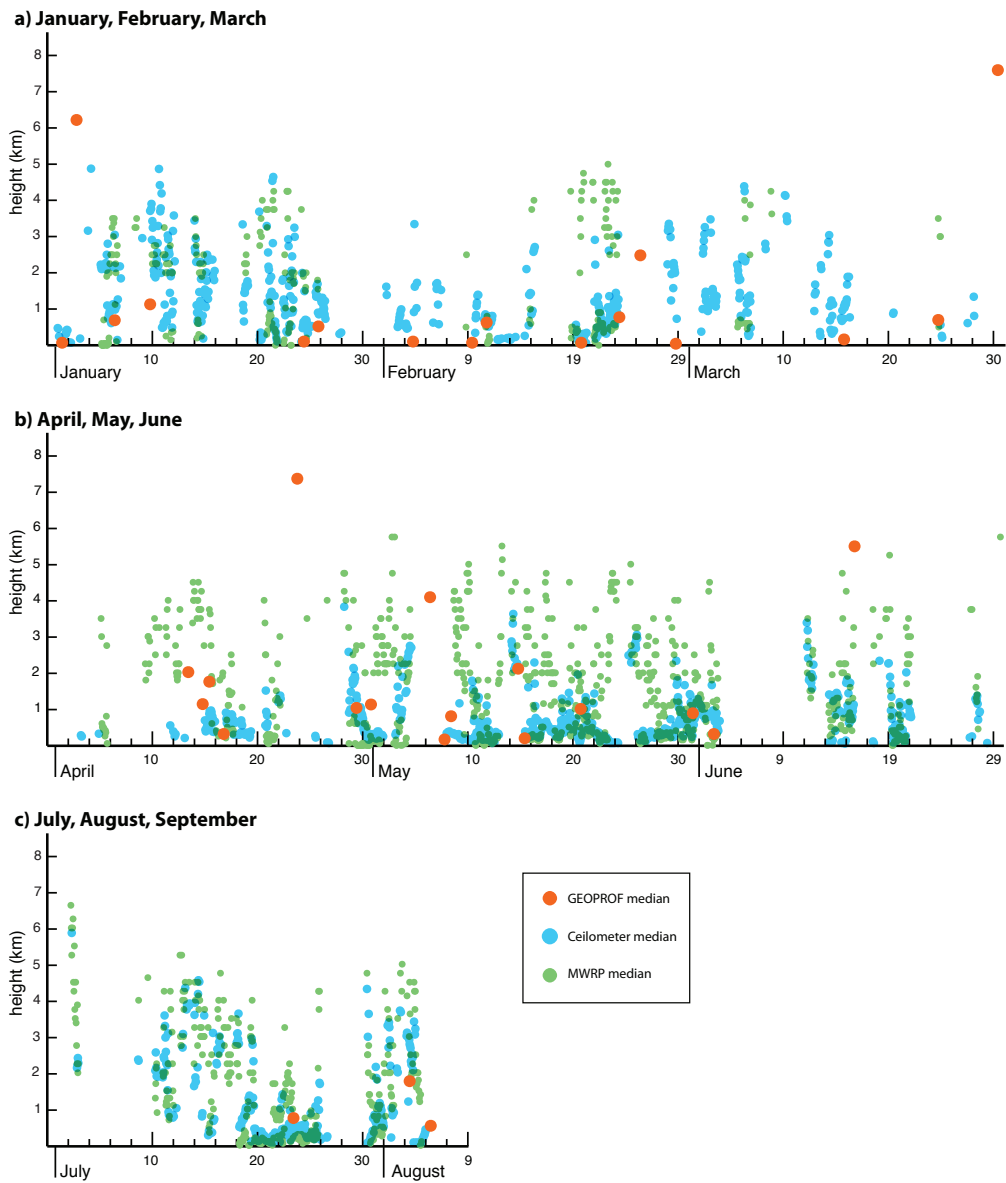 a) January, February, March
8
7
6
5
4
3
2
1
height (km)
10 20 30 9 19 29 10 20 30
January February March
b) April, May, June
8
7
6
5
4
3
2
1
height (km)
10 20 30 10 20 30 9 19 29
April May June
c) July, August, September
8
7
6
5
4
3
2
1
height (km)
10 20 30 9
July August
GEOPROF median
Ceilometer median
MWRP median